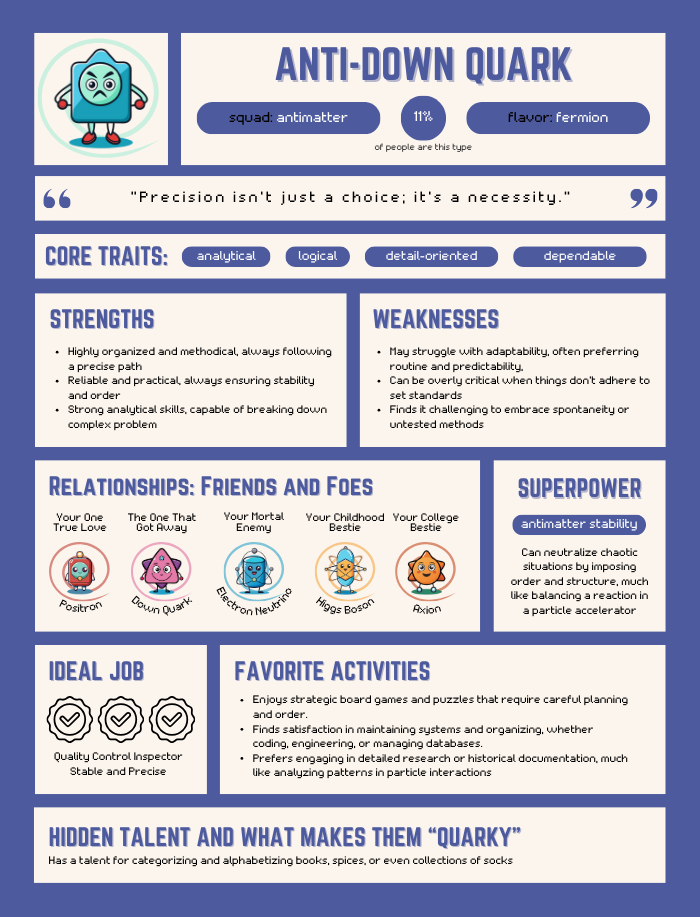 ANTI-DOWN QUARK
squad: antimatter
11%
flavor: fermion
of people are this type
"Precision isn't just a choice; it's a necessity."
CORE TRAITS:
analytical
logical
detail-oriented
dependable
STRENGTHS
• Highly organized and methodical, always following
a precise path
• Reliable and practical, always ensuring stability
and order
• Strong analytical skills, capable of breaking down
complex problem
WEAKNESSES
• May struggle with adaptability, often preferring
routine and predictability,
• Can be overly critical when things don't adhere to
set standards
• Finds it challenging to embrace spontaneity or
untested methods
RELATIONSHIPS: FRIENDS AND FOES
Your One
True Love
Positron
The One That
Got Away
Down Quark
Your Mortal
Enemy
Electron Neutrino
Your Childhood
Bestie
Higgs Boson
Your College
Bestie
Axion
SUPERPOWER
antimatter stability
Can neutralize chaotic
situations by imposing
order and structure, much
like balancing a reaction in
a particle accelerator
IDEAL JOB
Quality Control Inspector
Stable and Precise
FAVORITE ACTIVITIES
• Enjoys strategic board games and puzzles that require careful planning
and order.
• Finds satisfaction in maintaining systems and organizing, whether
coding, engineering, or managing databases.
• Prefers engaging in detailed research or historical documentation, much
like analyzing patterns in particle interactions
HIDDEN TALENT AND WHAT MAKES THEM “QUARKY”
Has a talent for categorizing and alphabetizing books, spices, or even collections of socks